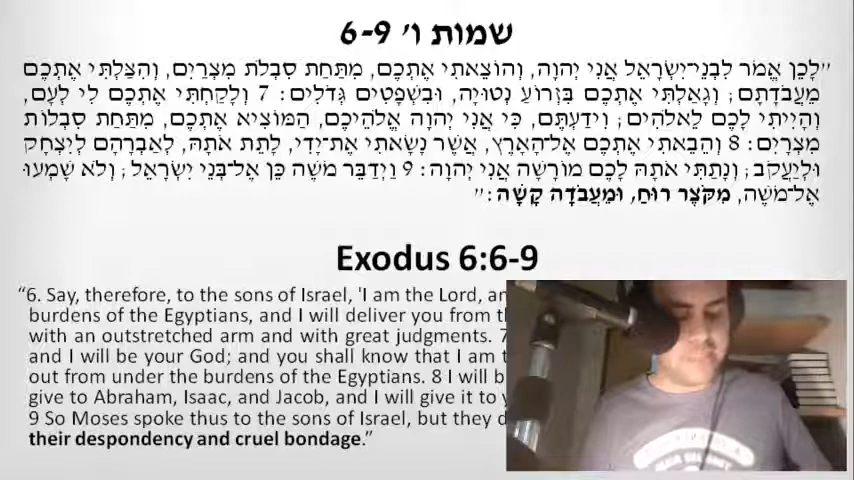 שמות ו׳ 6-9
"לָכֵן אֱמֹר לִבְנֵי־יִשְׂרָאֵל אֲנִי יְהוָה, וְהוֹצֵאתִי אֶתְכֶם, מִתַּחַת סִבְלֹת מִצְרַיִם, וְהִצַּלְתִּי אֶתְכֶם
מֵעֲבֹדָתָם; וְגָאַלְתִּי אֶתְכֶם בִּזְרוֹעַ נְטוּיָה, וּבִשְׁפָטִים גְּדֹלִים: 7 וְלָקַחְתִּי אֶתְכֶם לִי לְעָם,
וְהָיִיתִי לָכֶם לֵאלֹהִים; וִידַעְתֶּם, כִּי אֲנִי יְהוָה אֱלֹהֵיכֶם, הַמּוֹצִיא אֶתְכֶם, מִתַּחַת סִבְלוֹת
מִצְרָיִם: 8 וְהֵבֵאתִי אֶתְכֶם אֶל־הָאָרֶץ, אֲשֶׁר נָשָׂאתִי אֶת־יָדִי, לָתֵת אֹתָהּ, לְאַבְרָהָם לְיִצְחָק
וּלְיַעֲקֹב; וְנָתַתִּי אֹתָהּ לָכֶם מוֹרָשָׁה אֲנִי יְהוָה: 9 וַיְדַבֵּר מֹשֶׁה כֵּן אֶל־בְּנֵי יִשְׂרָאֵל; וְלֹא שָׁמְעוּ
אֶל־מֹשֶׁה, מִקֹּצֶר רוּחַ, וּמֵעֲבֹדָה קָשָׁה:"
Exodus 6:6-9
“6. Say, therefore, to the sons of Israel, 'I am the Lord,
burdens of the Egyptians, and I will deliver you from
with an outstretched arm and with great judgments. 7
and I will be your God; and you shall know that I am
out from under the burdens of the Egyptians. 8 I will
give to Abraham, Isaac, and Jacob, and I will give it to
9 So Moses spoke thus to the sons of Israel, but they
their despondency and cruel bondage.”